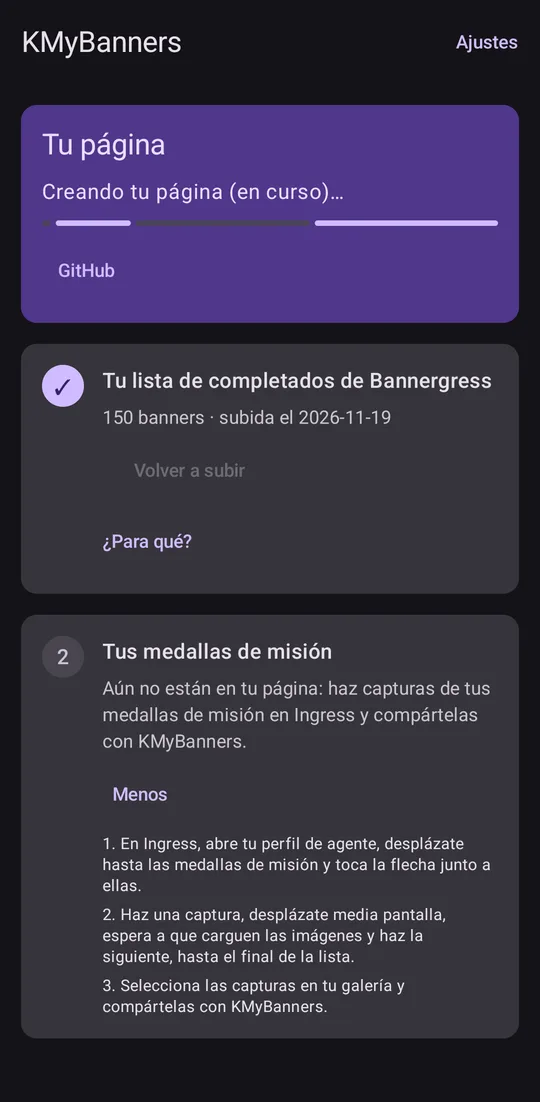 KMyBanners
Ajustes
Tu página
Creando tu página (en curso)…
GitHub
✓
Tu lista de completados de Bannergress
150 banners · subida el 2026-11-19
Volver a subir
¿Para qué?
2
Tus medallas de misión
Aún no están en tu página: haz capturas de tus
medallas de misión en Ingress y compártelas
con KMyBanners.
Menos
1. En Ingress, abre tu perfil de agente, desplázate
hasta las medallas de misión y toca la flecha junto a
ellas.
2. Haz una captura, desplázate media pantalla,
espera a que carguen las imágenes y haz la
siguiente, hasta el final de la lista.
3. Selecciona las capturas en tu galería y
compártelas con KMyBanners.